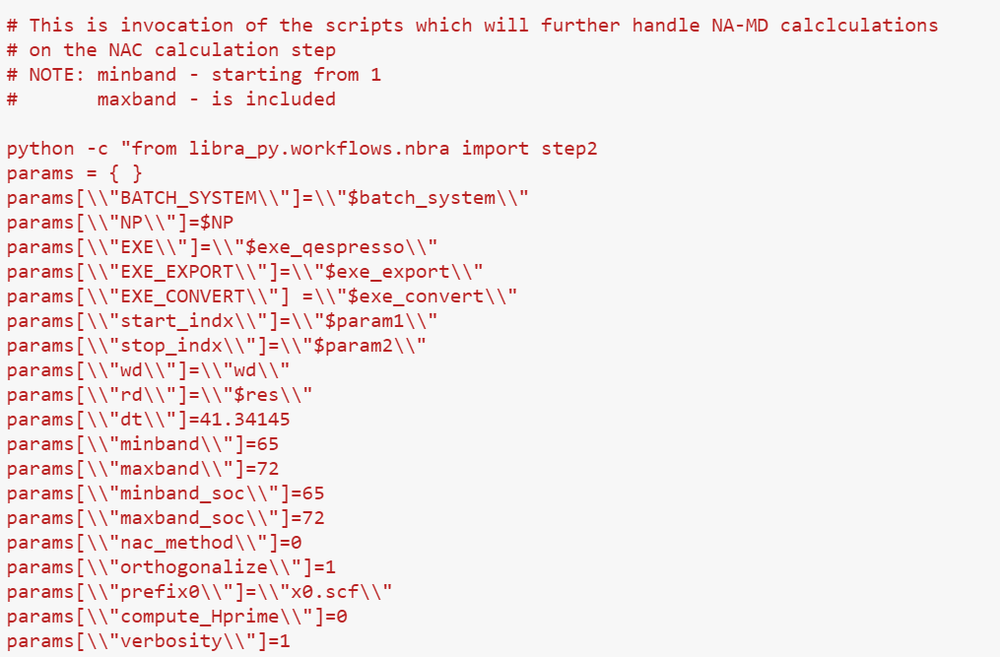 # This is invocation of the scripts which will further handle NA-MD calclculations
# on the NAC calculation step
# NOTE: minband - starting from 1
#       maxband - is included

python -c "from libra_py.workflows.nbra import step2
params = { }
params[\\"BATCH_SYSTEM\\"]=\\"$batch_system\\"
params[\\"NP\\"]=$NP
params[\\"EXE\\"]=\\"$exe_qespresso\\"
params[\\"EXE_EXPORT\\"]=\\"$exe_export\\"
params[\\"EXE_CONVERT\\"] =\\"$exe_convert\\"
params[\\"start_indx\\"]=\\"$param1\\"
params[\\"stop_indx\\"]=\\"$param2\\"
params[\\"wd\\"]=\\"wd\\"
params[\\"rd\\"]=\\"$res\\"
params[\\"dt\\"]=41.34145
params[\\"minband\\"]=65
params[\\"maxband\\"]=72
params[\\"minband_soc\\"]=65
params[\\"maxband_soc\\"]=72
params[\\"nac_method\\"]=0
params[\\"orthogonalize\\"]=1
params[\\"prefix0\\"]=\\"x0.scf\\"
params[\\"compute_Hprime\\"]=0
params[\\"verbosity\\"]=1